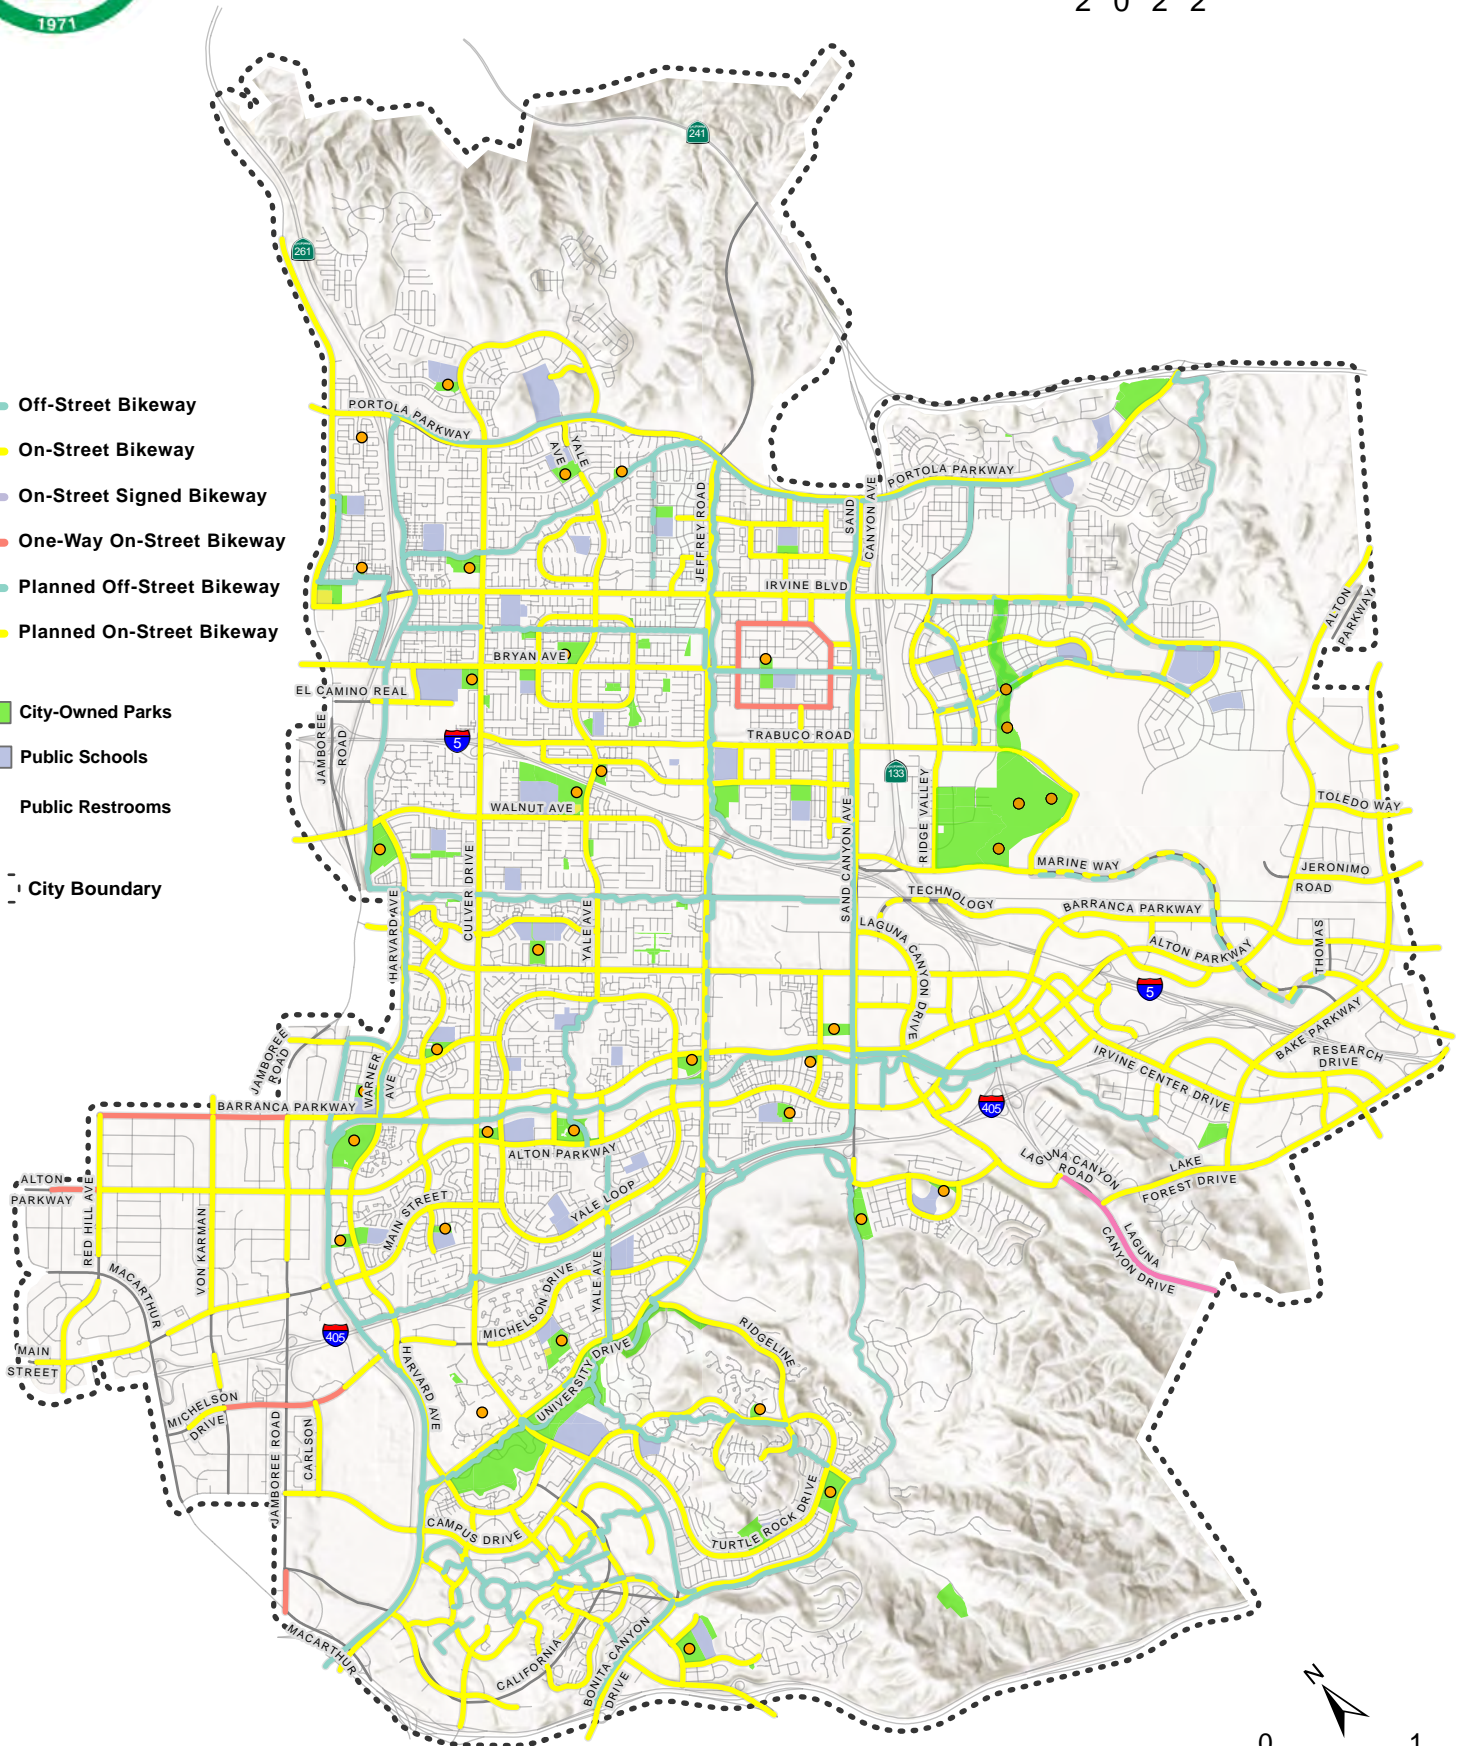 1971
2 0 2 2
241
261
Off-Street Bikeway
On-Street Bikeway
On-Street Signed Bikeway
One-Way On-Street Bikeway
Planned Off-Street Bikeway
Planned On-Street Bikeway
City-Owned Parks
Public Schools
Public Restrooms
City Boundary
PORTOLA PARKWAY
YALE
AVE
JEFFREY ROAD
SAND
CANYON AVE
PORTOLA PARKWAY
IRVINE BLVD
ALTON
PARKWAY
BRYAN AVE
EL CAMINO REAL
JAMBOREE
ROAD
5
TRABUCO ROAD
133
RIDGE VALLEY
WALNUT AVE
TOLEDO WAY
CULVER DRIVE
SAND CANYON AVE
MARINE WAY
JERONIMO
ROAD
HARVARD AVE
YALE AVE
TECHNOLOGY
BARRANCA PARKWAY
LAGUNA CANYON DRIVE
ALTON PARKWAY
THOMAS
5
JAMBOREE
ROAD
WARNER
AVE
BAKE PARKWAY
RESEARCH
DRIVE
IRVINE CENTER DRIVE
BARRANCA PARKWAY
405
ALTON PARKWAY
LAGUNA CANYON
ROAD
LAKE
FOREST DRIVE
ALTON
PARKWAY
RED HILL AVE
VON KARMAN
MAIN STREET
YALE LOOP
LAGUNA
CANYON DRIVE
MACARTHUR
YALE AVE
MICHELSON DRIVE
405
RIDGELINE
MAIN
STREET
HARVARD AVE
UNIVERSITY DRIVE
MICHELSON
DRIVE
JAMBOREE ROAD
CARLSON
CAMPUS DRIVE
TURTLE ROCK DRIVE
MACARTHUR
CALIFORNIA
BONITA CANYON
DRIVE
N
0 1